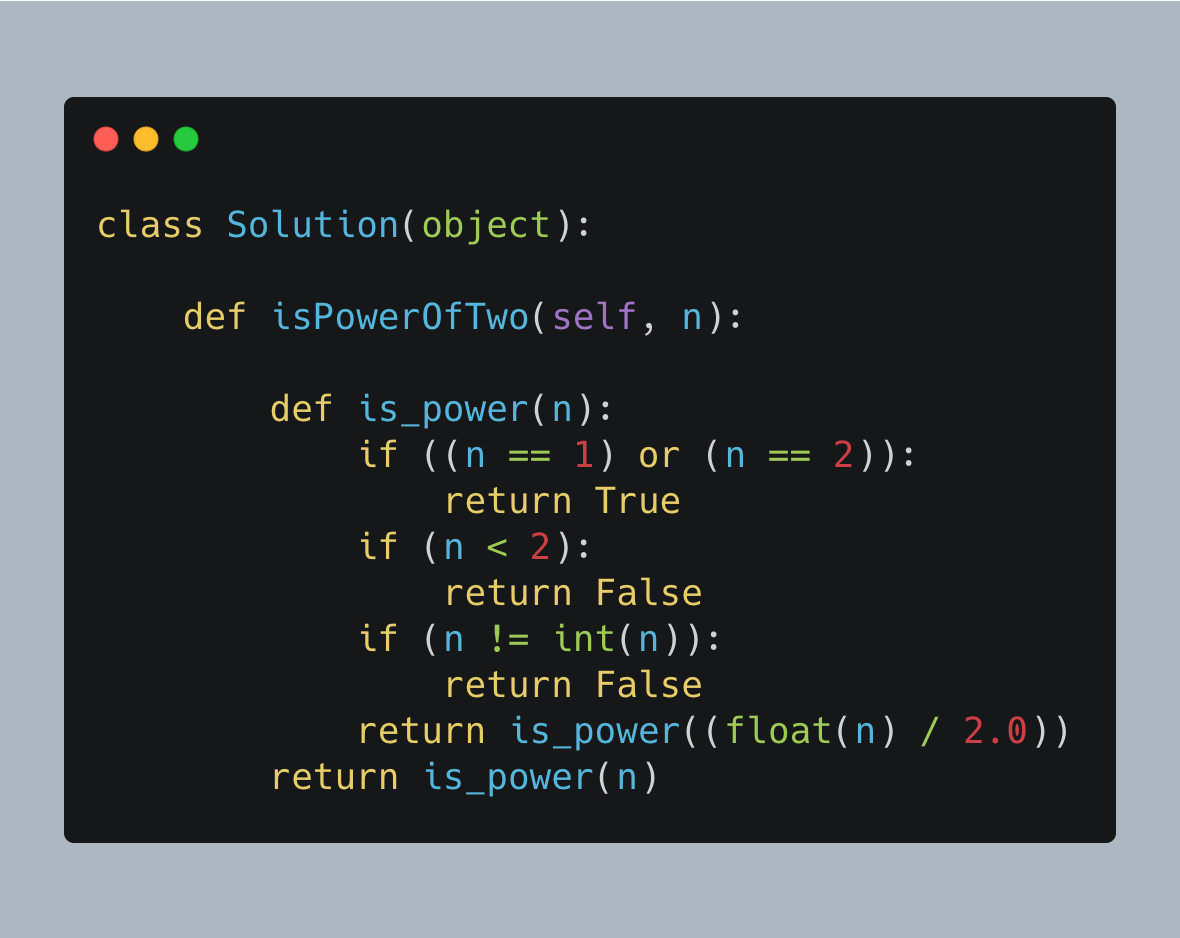 class Solution(object):
    def isPowerOfTwo(self, n):
        def is_power(n):
            if ((n == 1) or (n == 2)):
                return True
            if (n < 2):
                return False
            if (n != int(n)):
                return False
            return is_power((float(n) / 2.0))
        return is_power(n)